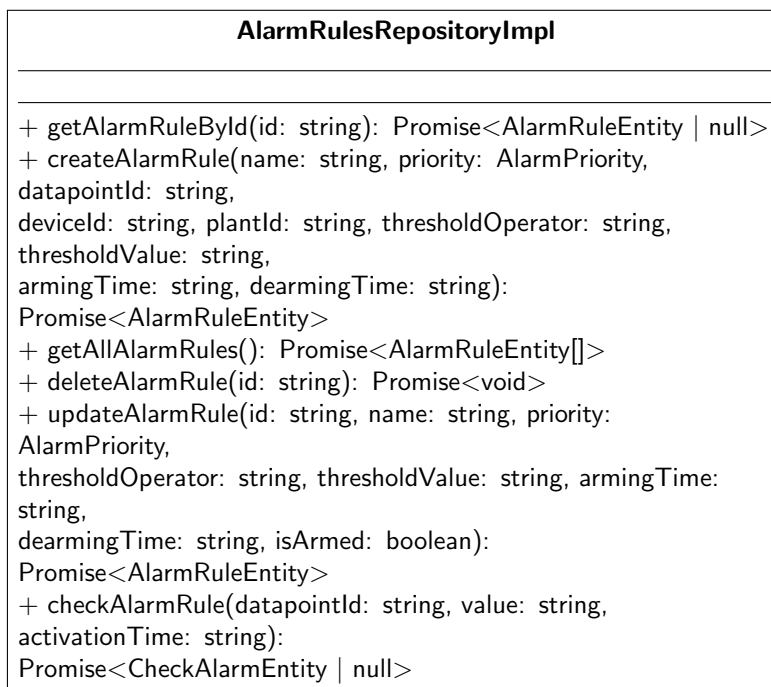 AlarmRulesRepositoryImpl
+ getAlarmRuleById(id: string): Promise<AlarmRuleEntity | null>
+ createAlarmRule(name: string, priority: AlarmPriority,
datapointId: string,
deviceId: string, plantId: string, thresholdOperator: string,
thresholdValue: string,
armingTime: string, dearmingTime: string):
Promise<AlarmRuleEntity>
+ getAllAlarmRules(): Promise<AlarmRuleEntity[]>
+ deleteAlarmRule(id: string): Promise<void>
+ updateAlarmRule(id: string, name: string, priority:
AlarmPriority,
thresholdOperator: string, thresholdValue: string, armingTime:
string,
dearmingTime: string, isArmed: boolean):
Promise<AlarmRuleEntity>
+ checkAlarmRule(datapointId: string, value: string,
activationTime: string):
Promise<CheckAlarmEntity | null>